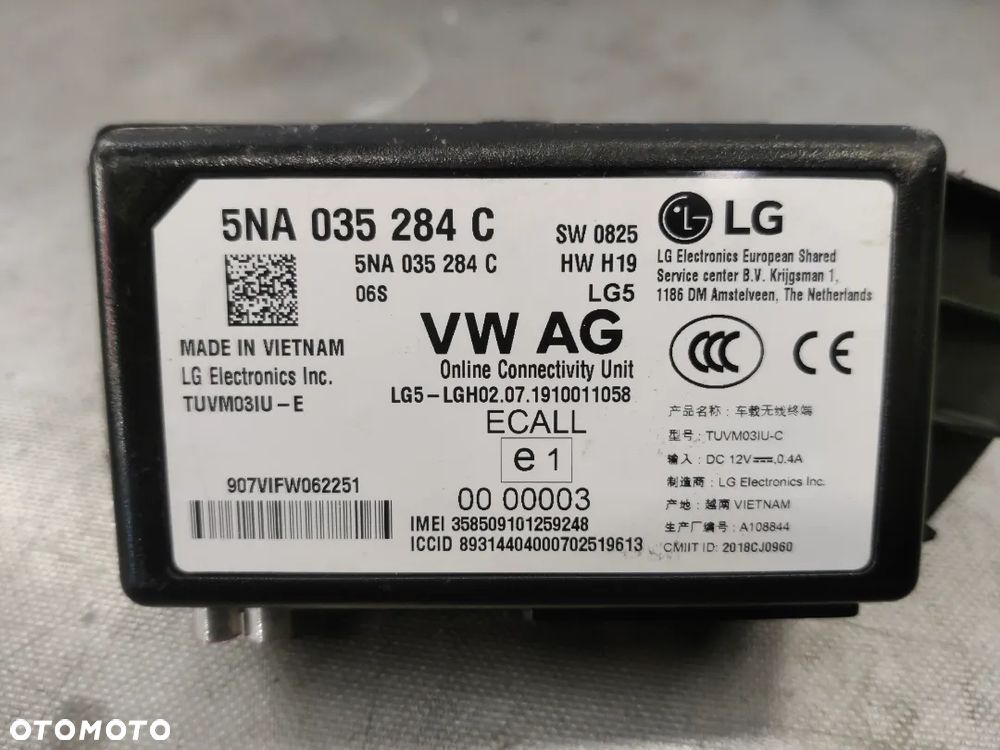 5NA 035 284 C
5NA 035 284 C
06S
SW 0825
HW H19
LG5
LG
LG Electronics European Shared
Service center B.V. Krijgsman 1,
1186 DM Amstelveen, The Netherlands
MADE IN VIETNAM
LG Electronics Inc.
TUVM03IU-E
VW AG
Online Connectivity Unit
LG5-LGH02.07.1910011058
ECALL
e 1
00 00003
CCC CE
产品名称：车载无线终端
型号：TUVM03IU-C
输入：DC 12V⎓,0.4A
制造商：LG Electronics Inc.
产地：越南 VIETNAM
生产厂编号：A108844
CMIIT ID: 2018CJ0960
907VIFW062251
IMEI 358509101259248
ICCID 89314404000702519613
OTOMOTO